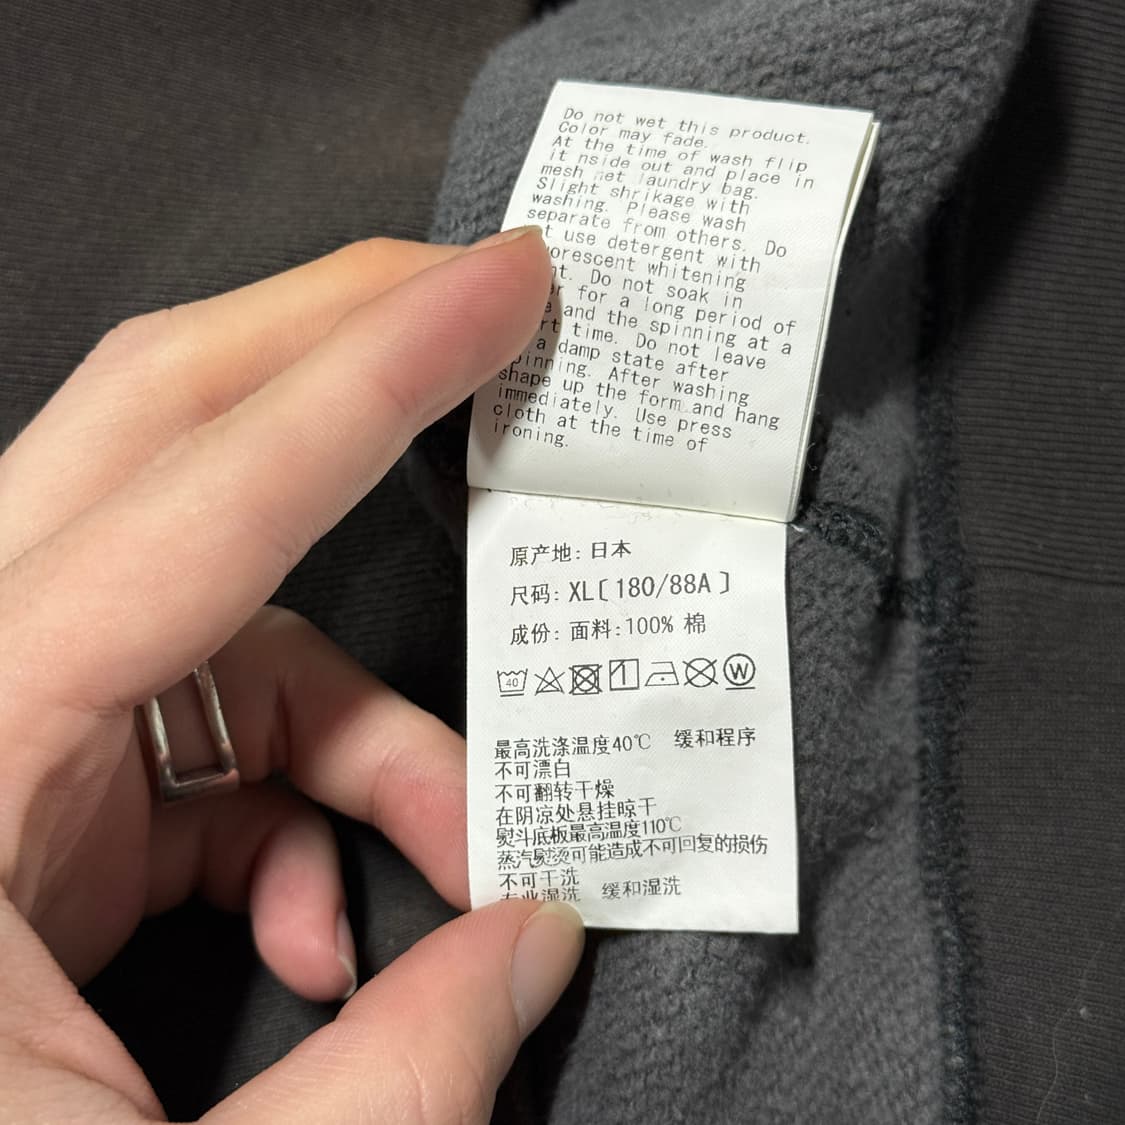 Do not wet this product.
Color may fade.
At the time of wash flip
it nside out and place in
mesh net laundry bag.
Slight shrikage with
washing. Please wash
separate from others. Do
use detergent with
whitening
Do not soak in
for a long period of
and the spinning at a
time. Do not leave
a damp state after
spinning. After washing
shape up the form and hang
immediately. Use press
cloth at the time of
ironing.
原产地: 日本
尺码: XL〔180/88A〕
成份: 面料:100% 棉
40 W
最高洗涤温度40℃ 缓和程序
不可漂白
不可翻转干燥
在阴凉处悬挂晾干
熨斗底板最高温度110℃
蒸汽熨烫可能造成不可回复的损伤
不可干洗
专业湿洗 缓和湿洗